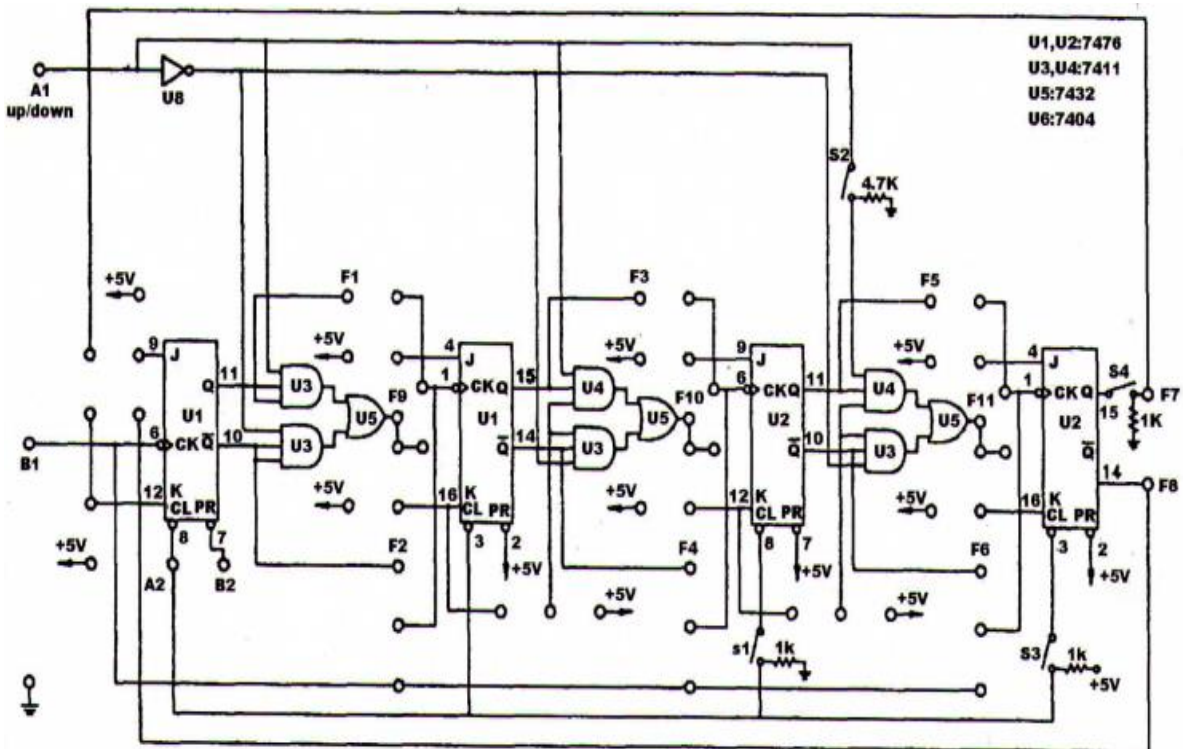 U1,U2:7476
U3,U4:7411
U5:7432
U6:7404
A1
up/down
U8
S2
4.7K
+5V
F1
F3
F5
+5V
+5V
+5V
9
J
Q
11
U1
6
CK
Q
10
12
K
CL
PR
8
7
U3
U3
U5
F9
4
1
CK
Q
15
U1
Q
14
16
K
CL
PR
3
2
+5V
U4
U3
U5
F10
9
J
6
CK
Q
11
U2
Q
10
12
K
CL
PR
8
7
+5V
U4
U3
U5
F11
4
J
1
CK
Q
15
U2
Q
14
16
K
CL
PR
3
2
+5V
S4
F7
1K
F8
B1
+5V
+5V
+5V
+5V
A2
B2
F2
F4
F6
+5V
+5V
s1
1k
S3
1k
+5V